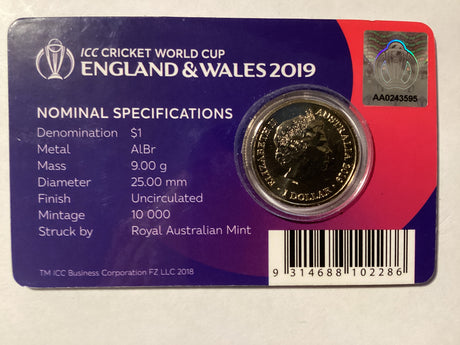 ICC CRICKET WORLD CUP
ENGLAND & WALES 2019
AA0243595
NOMINAL SPECIFICATIONS
Denomination $1
Metal AlBr
Mass 9.00 g
Diameter 25.00 mm
Finish Uncirculated
Mintage 10 000
Struck by Royal Australian Mint
ELIZABETH II AUSTRALIA
1 DOLLAR
TM ICC Business Corporation FZ LLC 2018
9 314688 102286